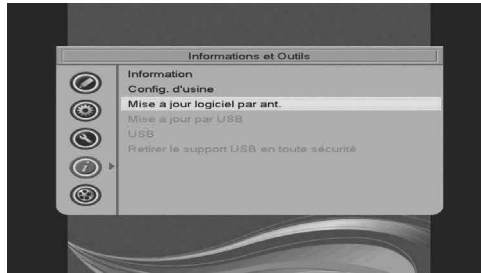 Informations et Outils
Information
Config. d'usine
Mise à jour logiciel par ant.
Mise à jour par USB
USB
Retirer le support USB en toute sécurité